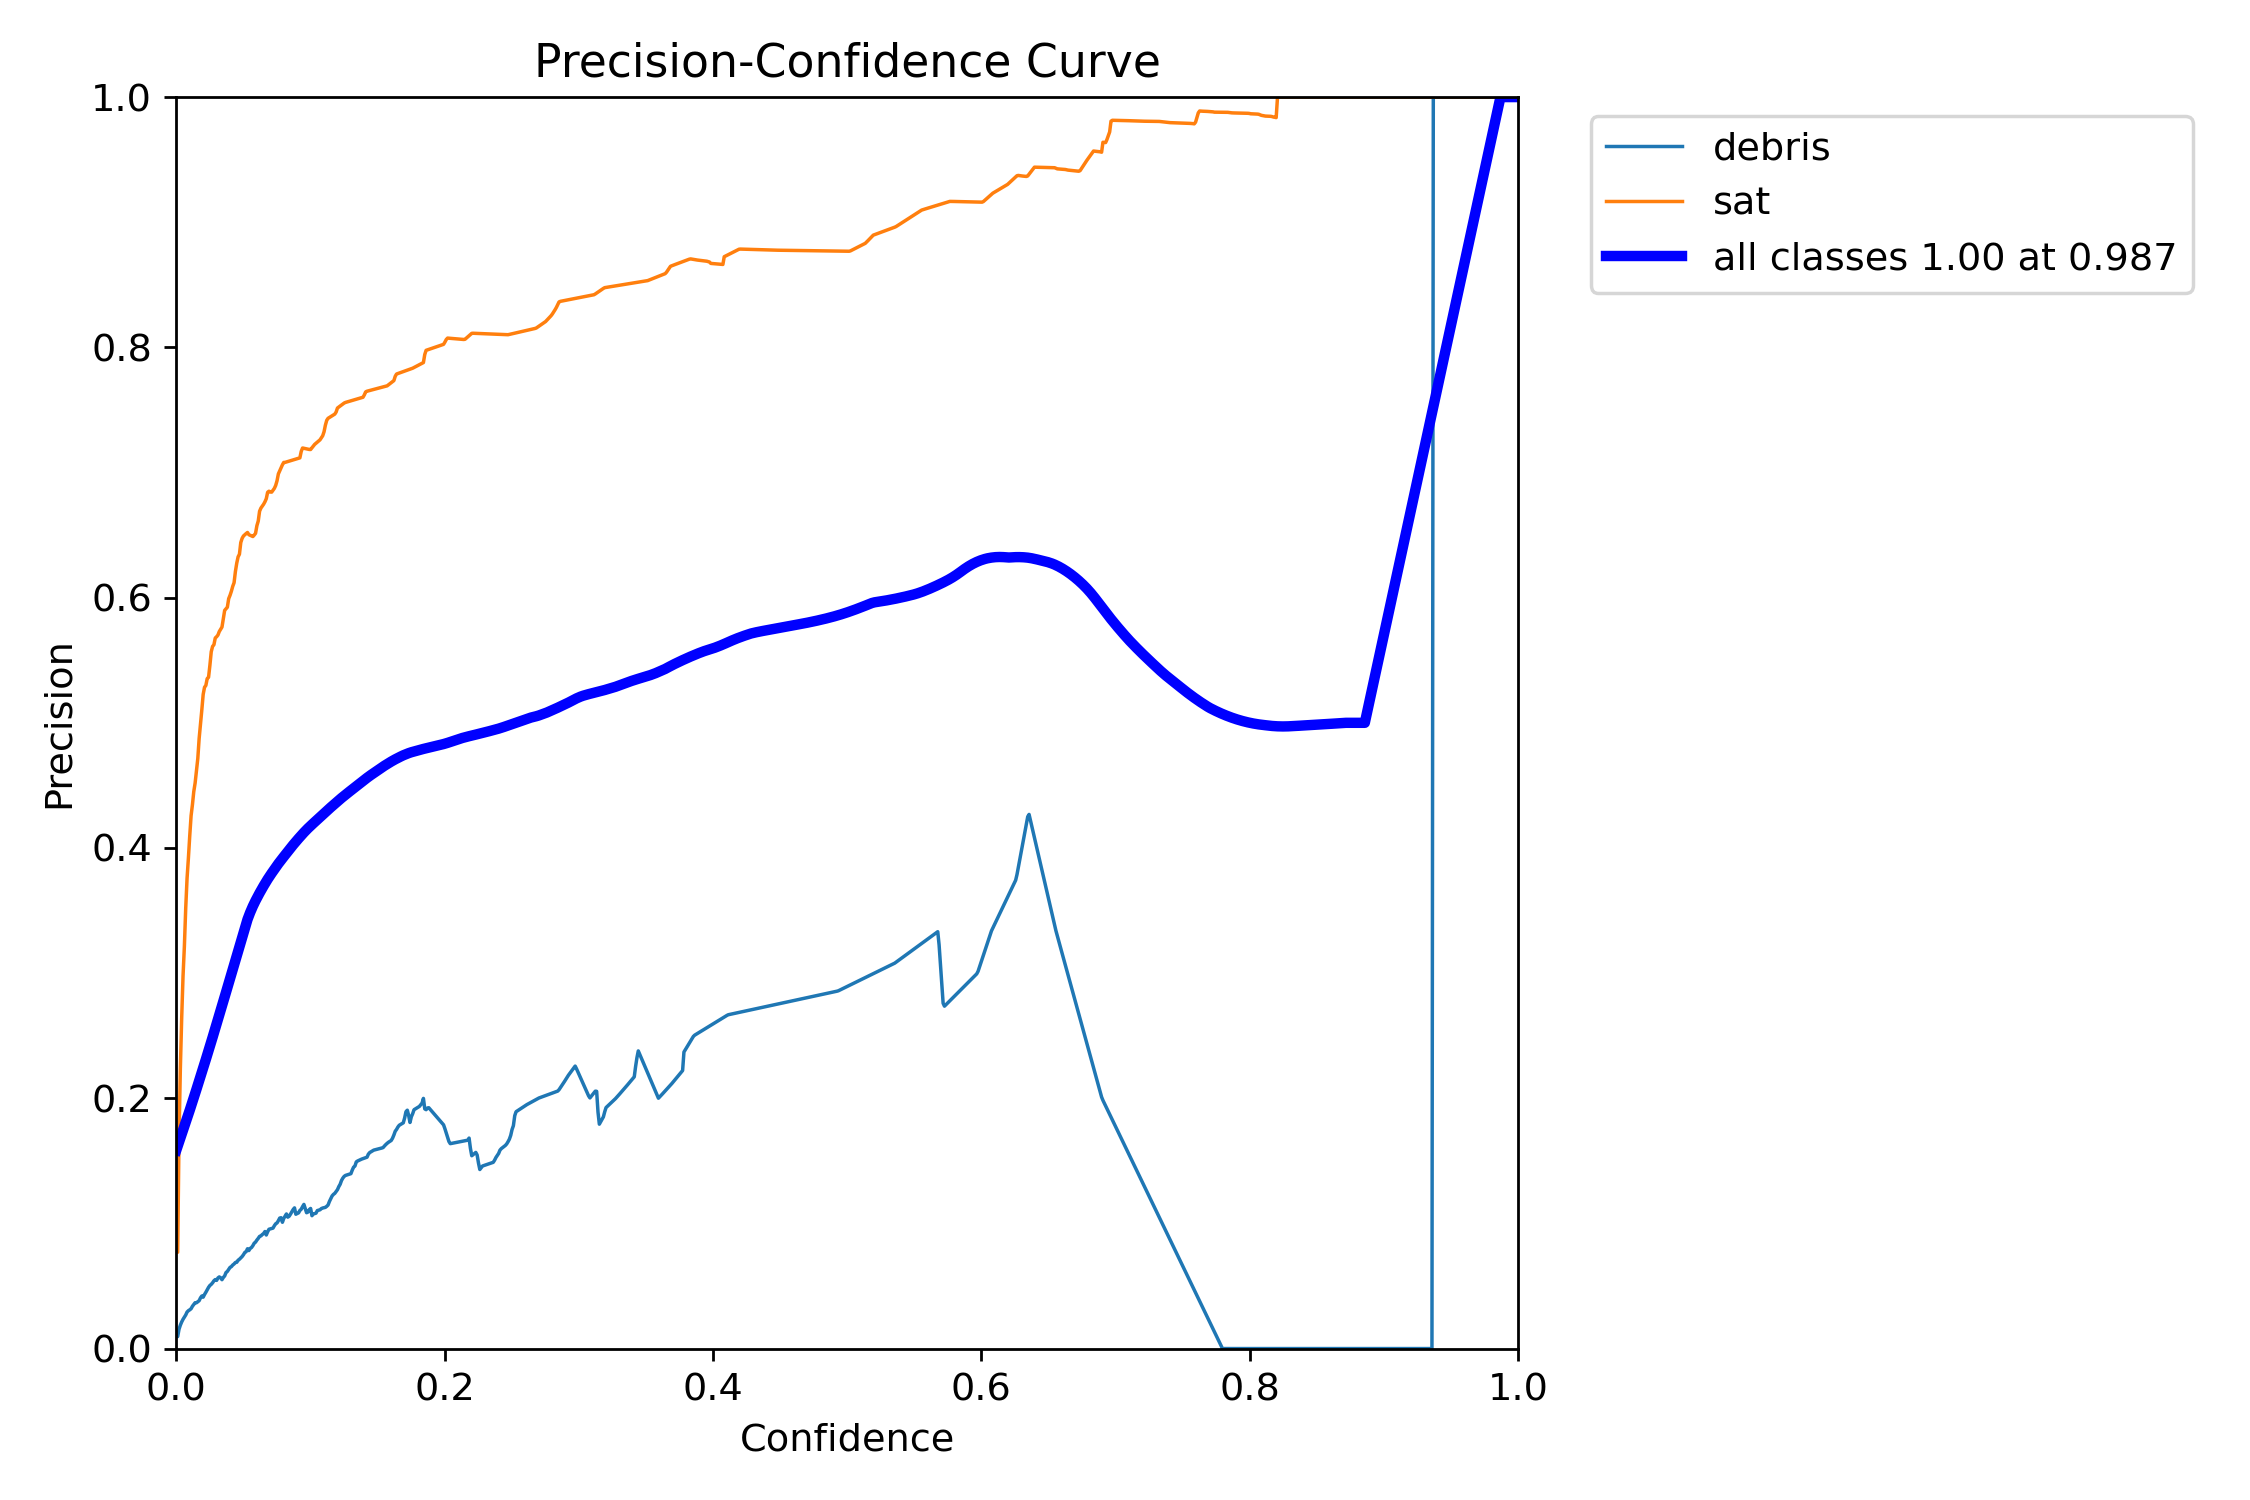 Precision-Confidence Curve
1.0
0.8
0.6
0.4
0.2
0.0
Precision
0.0 0.2 0.4 0.6 0.8 1.0
Confidence
debris
sat
all classes 1.00 at 0.987